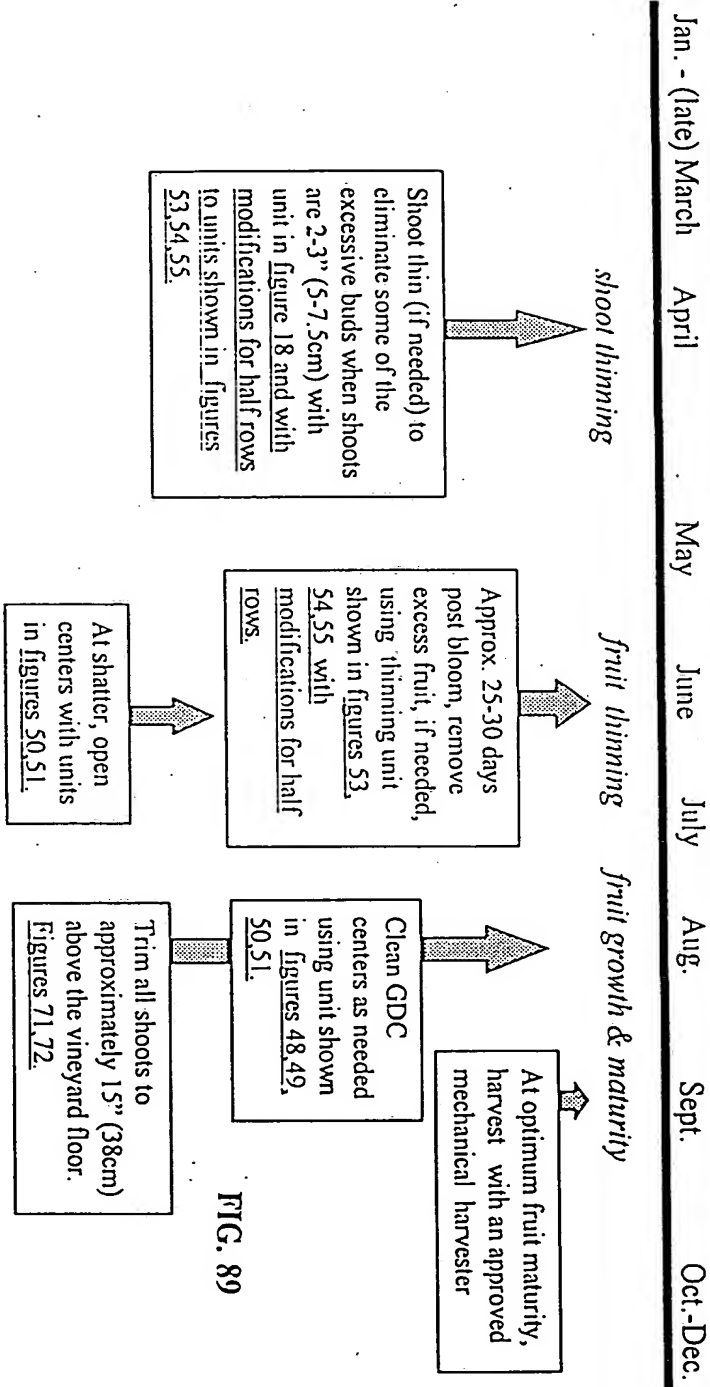 Jan. - (late) March April May June July Aug. Sept. Oct.-Dec.
shoot thinning
fruit thinning
fruit growth & maturity
Shoot thin (if needed) to
eliminate some of the
excessive buds when shoots
are 2-3" (5-7.5cm) with
unit in figure 18 and with
modifications for half rows
to units shown in figures
53,54,55.
Approx. 25-30 days
post bloom, remove
excess fruit, if needed,
using thinning unit
shown in figures 53,
54,55 with
modifications for half
rows.
At shatter, open
centers with units
in figures 50,51.
At optimum fruit maturity,
harvest with an approved
mechanical harvester
Clean GDC
centers as needed
using unit shown
in figures 48,49,
50,51.
Trim all shoots to
approximately 15" (38cm)
above the vineyard floor.
Figures 71,72.
FIG. 89